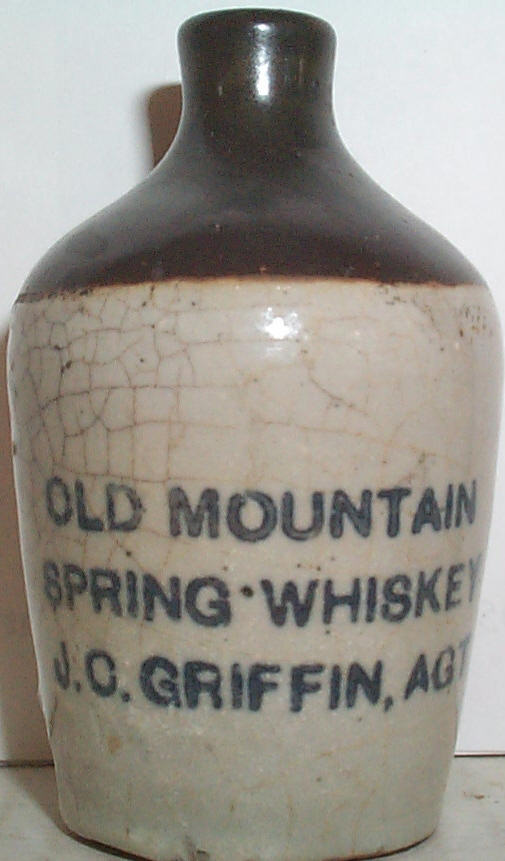 OLD MOUNTAIN
SPRING WHISKEY
J.C. GRIFFIN, AGT